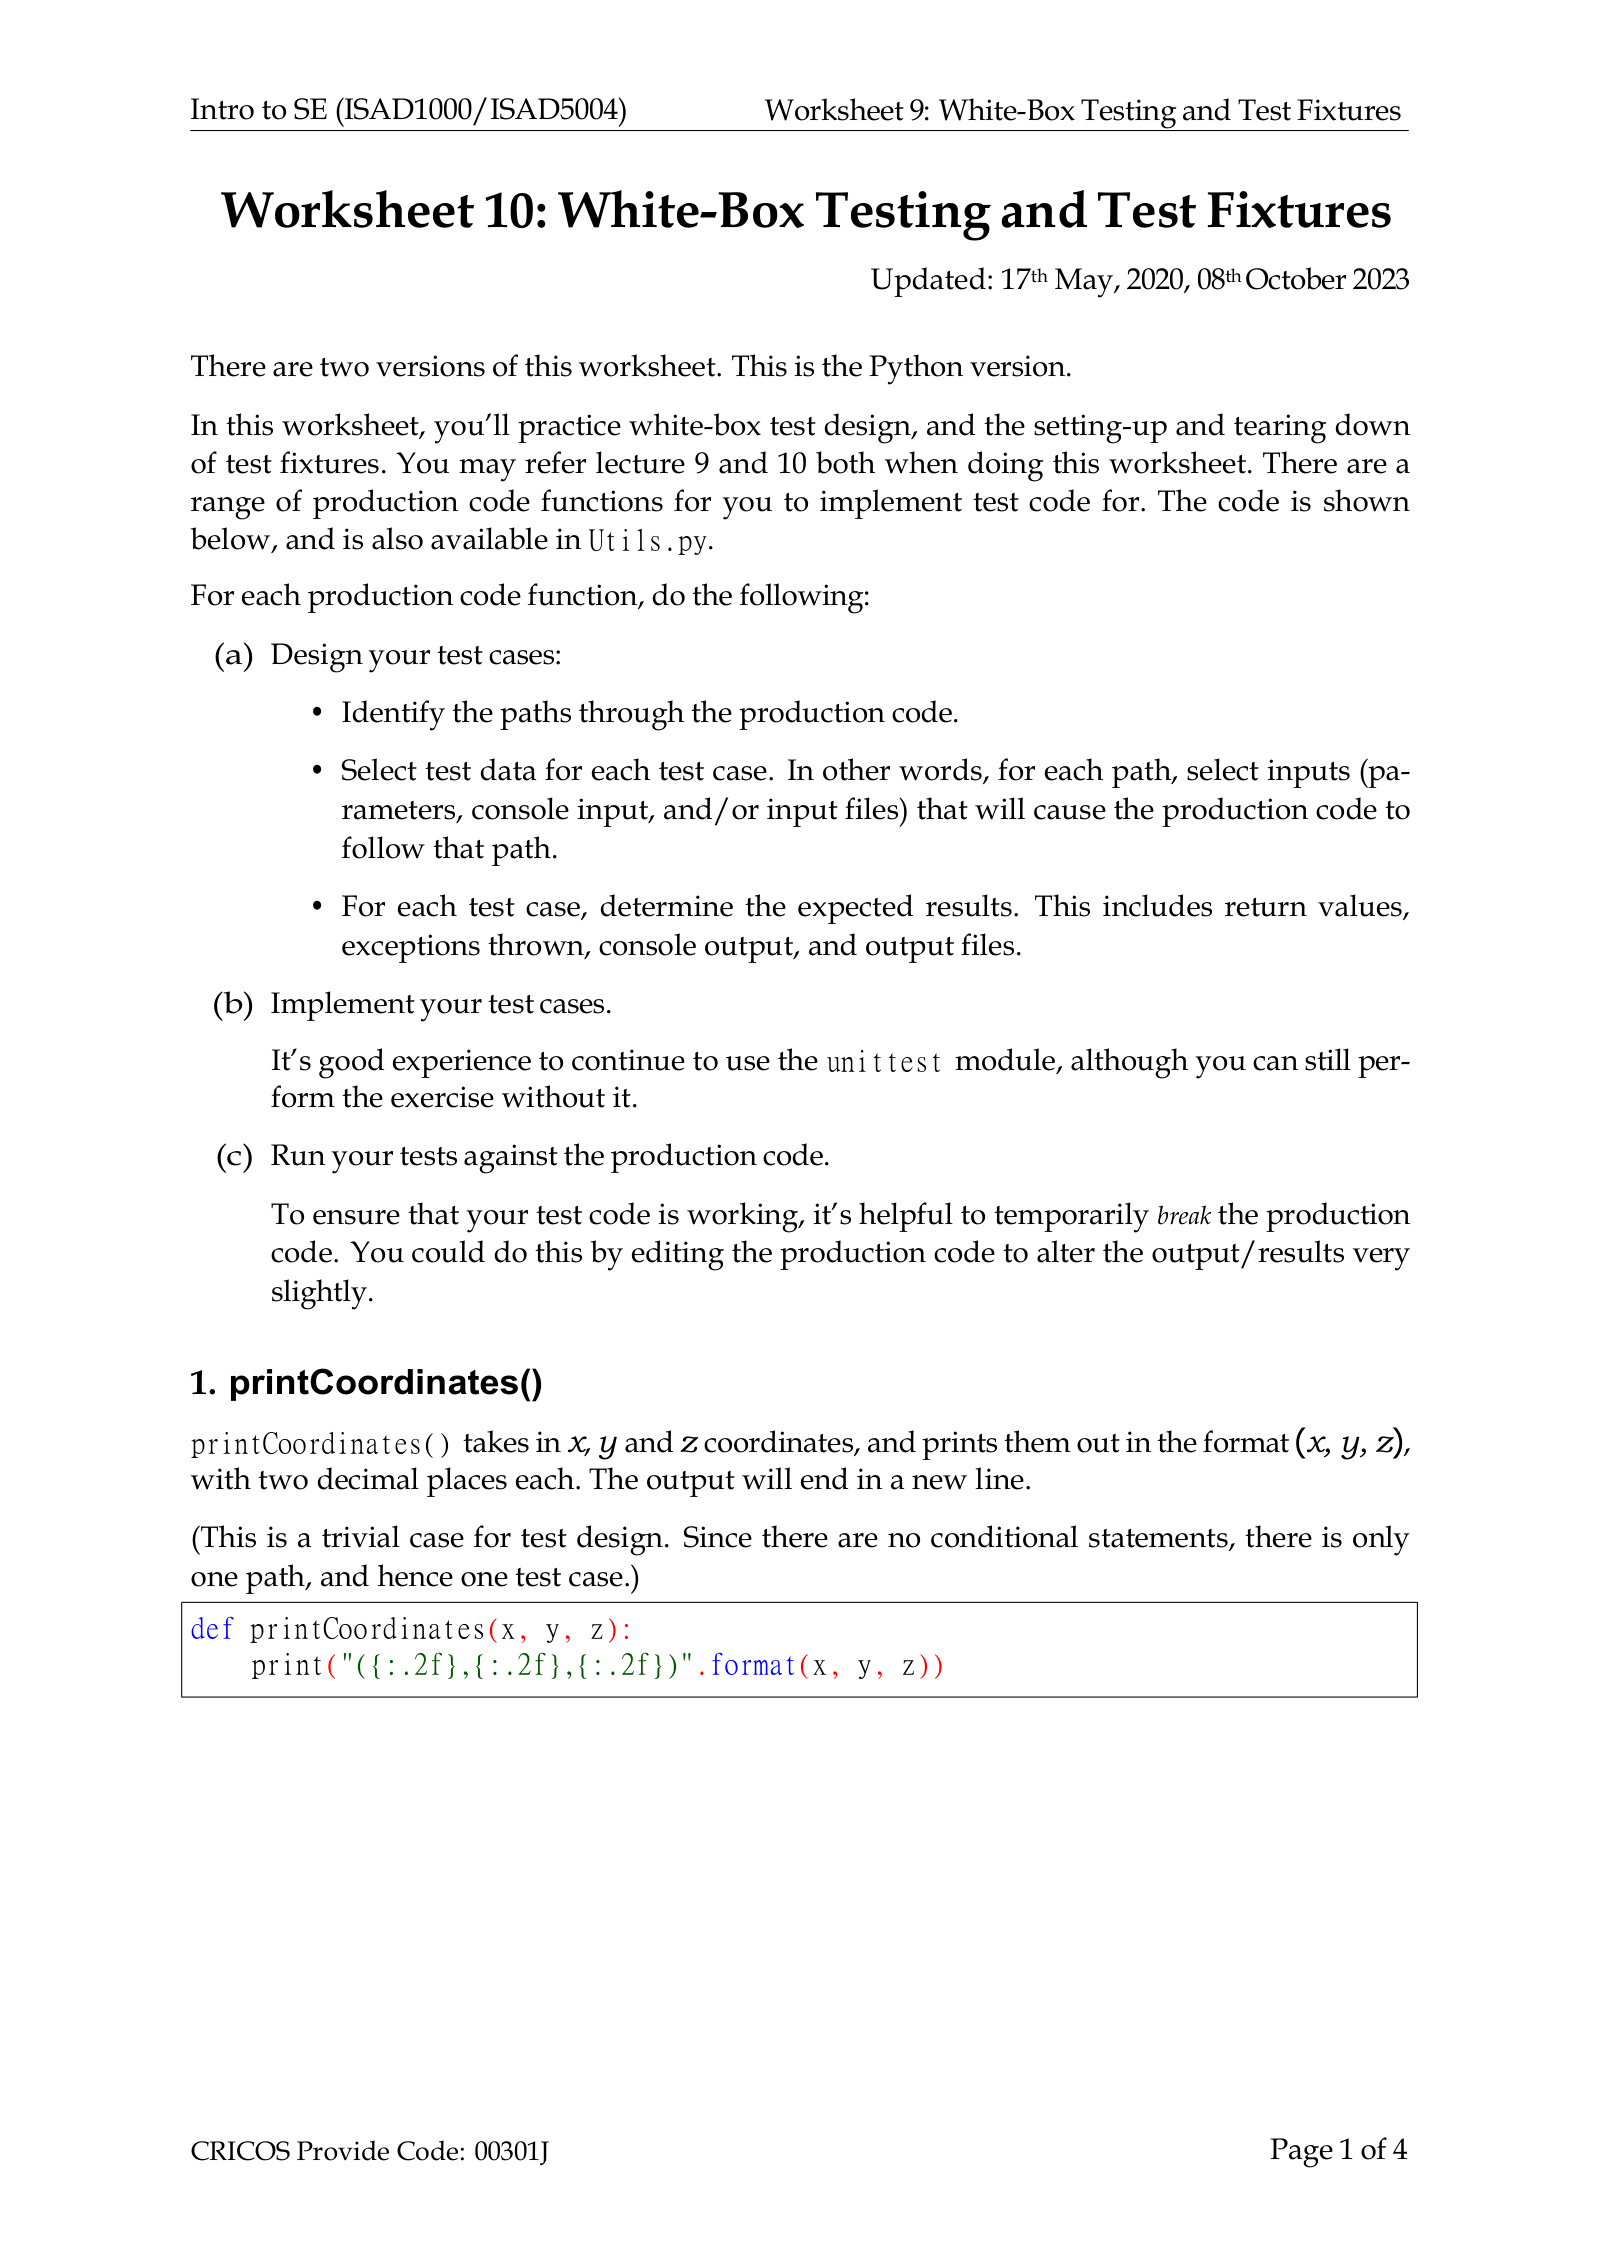 Intro to SE (ISAD1000/ISAD5004) Worksheet 9: White-Box Testing and Test Fixtures
Worksheet 10: White-Box Testing and Test Fixtures
Updated: 17th May, 2020, 08th October 2023
There are two versions of this worksheet. This is the Python version.
In this worksheet, you’ll practice white-box test design, and the setting-up and tearing down
of test fixtures. You may refer lecture 9 and 10 both when doing this worksheet. There are a
range of production code functions for you to implement test code for. The code is shown
below, and is also available in Utils.py.
For each production code function, do the following:
(a) Design your test cases:
• Identify the paths through the production code.
• Select test data for each test case. In other words, for each path, select inputs (pa-
rameters, console input, and/or input files) that will cause the production code to
follow that path.
• For each test case, determine the expected results. This includes return values,
exceptions thrown, console output, and output files.
(b) Implement your test cases.
It’s good experience to continue to use the unittest module, although you can still per-
form the exercise without it.
(c) Run your tests against the production code.
To ensure that your test code is working, it’s helpful to temporarily break the production
code. You could do this by editing the production code to alter the output/results very
slightly.
1. printCoordinates()
printCoordinates() takes in x, y and z coordinates, and prints them out in the format (x, y, z),
with two decimal places each. The output will end in a new line.
(This is a trivial case for test design. Since there are no conditional statements, there is only
one path, and hence one test case.)
def printCoordinates(x, y, z):
    print("({:.2f},{:.2f},{:.2f})".format(x, y, z))
CRICOS Provide Code: 00301J Page 1 of 4